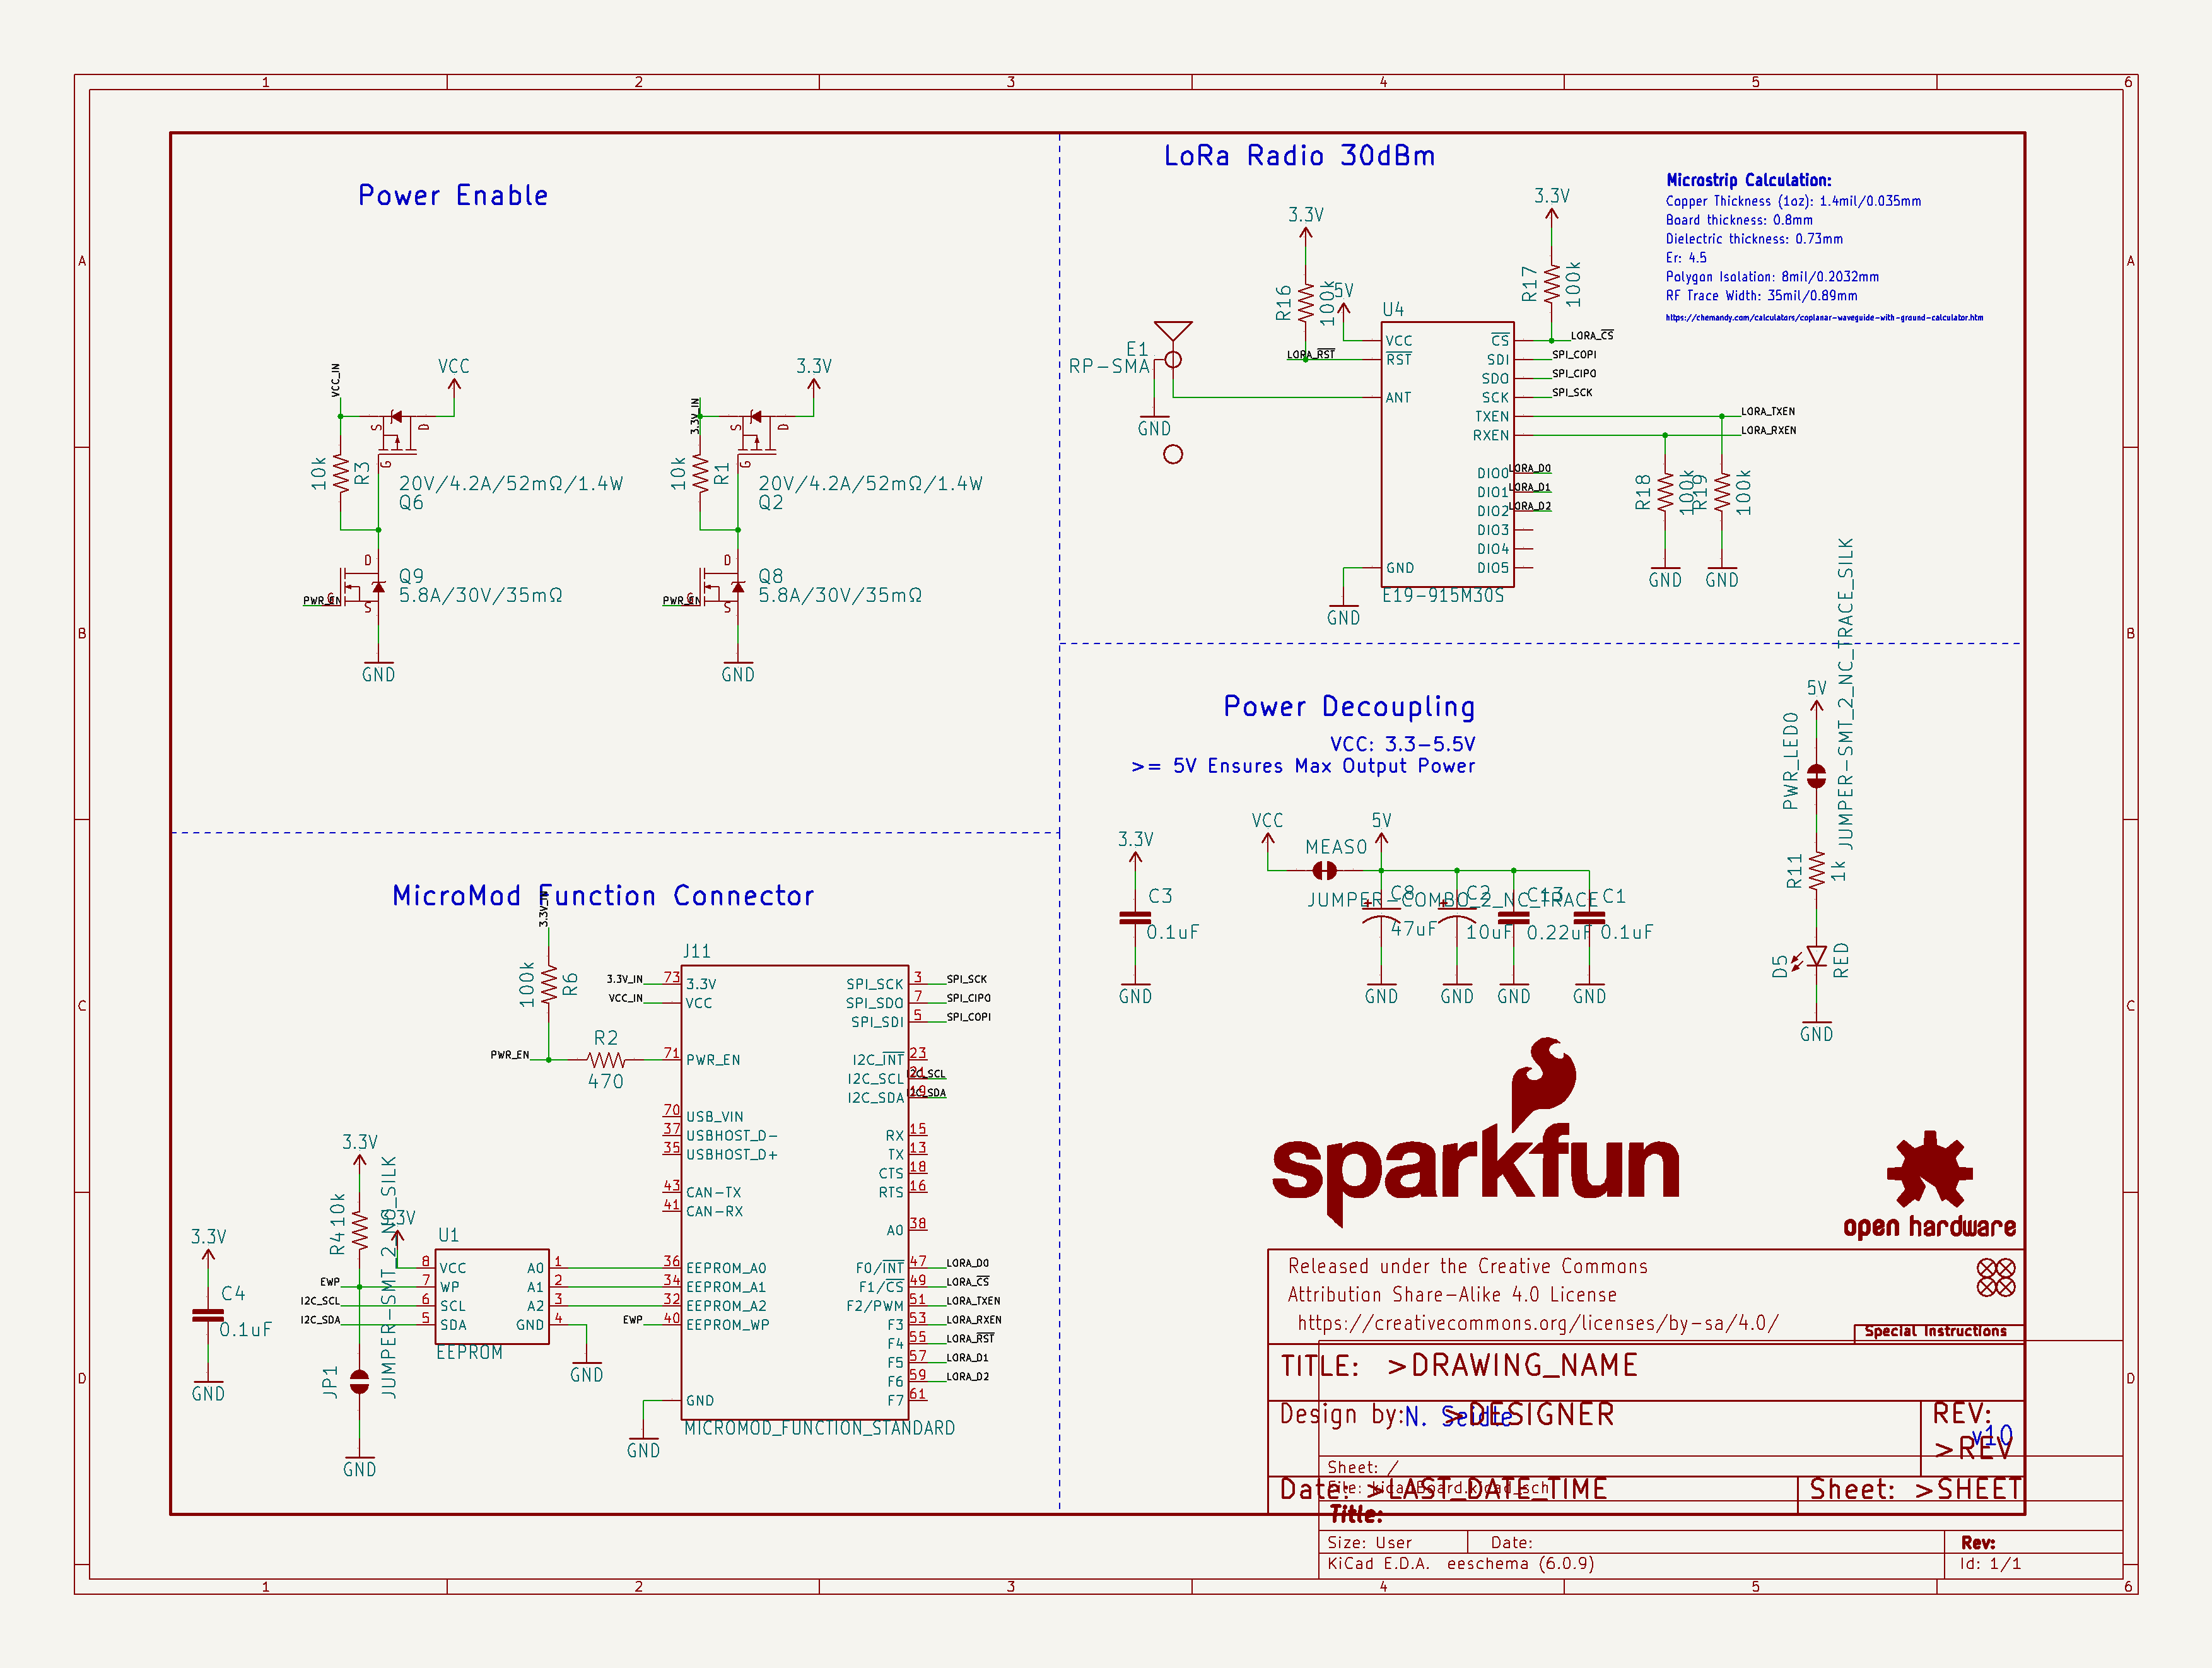 1 2 3 4 5 6
A
B
C
D
Power Enable
VCC_IN
VCC
S
D
G
10k
R3
20V/4.2A/52mΩ/1.4W
Q6
D
Q9
5.8A/30V/35mΩ
PWR_EN
G
S
GND
3.3V_IN
3.3V
S
D
G
10k
R1
20V/4.2A/52mΩ/1.4W
Q2
D
Q8
5.8A/30V/35mΩ
PWR_EN
G
S
GND
LoRa Radio 30dBm
Microstrip Calculation:
Copper Thickness (1oz): 1.4mil/0.035mm
Board thickness: 0.8mm
Dielectric thickness: 0.73mm
Er: 4.5
Polygon Isolation: 8mil/0.2032mm
RF Trace Width: 35mil/0.89mm
https://chemandy.com/calculators/coplanar-waveguide-with-ground-calculator.htm
3.3V
R16
100k
5V
3.3V
R17
100k
U4
E1
RP-SMA
GND
LORA_RST
VCC
RST
ANT
GND
GND
CS
SDI
SDO
SCK
TXEN
RXEN
DIO0
DIO1
DIO2
DIO3
DIO4
DIO5
LORA_CS
SPI_COPI
SPI_CIPO
SPI_SCK
LORA_TXEN
LORA_RXEN
LORA_D0
LORA_D1
LORA_D2
E19-915M30S
R18
100k
R19
100k
GND
GND
Power Decoupling
VCC: 3.3-5.5V
>= 5V Ensures Max Output Power
3.3V
C3
0.1uF
GND
VCC
MEAS0
5V
JUMPER-COMBO_2_NC_TRACE
C8
47uF
C2
10uF
C13
0.22uF
C1
0.1uF
GND
GND
GND
GND
5V
PWR_LED0
JUMPER-SMT_2_NC_TRACE_SILK
R11
1k
D5
RED
GND
MicroMod Function Connector
3.3V_IN
100k
R6
PWR_EN
R2
470
J11
3.3V_IN 73 3.3V
VCC_IN VCC
71 PWR_EN
70 USB_VIN
37 USBHOST_D-
35 USBHOST_D+
43 CAN-TX
41 CAN-RX
36 EEPROM_A0
34 EEPROM_A1
32 EEPROM_A2
EWP 40 EEPROM_WP
GND
GND
SPI_SCK 3 SPI_SCK
SPI_SDO 7 SPI_CIPO
SPI_SDI 5 SPI_COPI
I2C_INT 23
I2C_SCL 21 I2C_SCL
I2C_SDA 19 I2C_SDA
RX 15
TX 13
CTS 18
RTS 16
A0 38
F0/INT 47 LORA_D0
F1/CS 49 LORA_CS
F2/PWM 51 LORA_TXEN
F3 53 LORA_RXEN
F4 55 LORA_RST
F5 57 LORA_D1
F6 59 LORA_D2
F7 61
MICROMOD_FUNCTION_STANDARD
3.3V
C4
0.1uF
GND
3.3V
R4
10k
3.3V
JUMPER-SMT_2_NO_SILK
JP1
GND
U1
8 VCC A0 1
EWP 7 WP A1 2
I2C_SCL 6 SCL A2 3
I2C_SDA 5 SDA GND 4
EEPROM
GND
sparkfun
open hardware
Released under the Creative Commons
Attribution Share-Alike 4.0 License
https://creativecommons.org/licenses/by-sa/4.0/
Special Instructions
TITLE: >DRAWING_NAME
Design by: N. Seidle
>DESIGNER
REV:
v10
>REV
Sheet: /
File: kicadBoard.kicad_sch
Date: >LAST_DATE_TIME
Sheet: >SHEET
Title:
Size: User Date: Rev:
KiCad E.D.A. eeschema (6.0.9) Id: 1/1
1 2 3 4 5 6
A
B
C
D